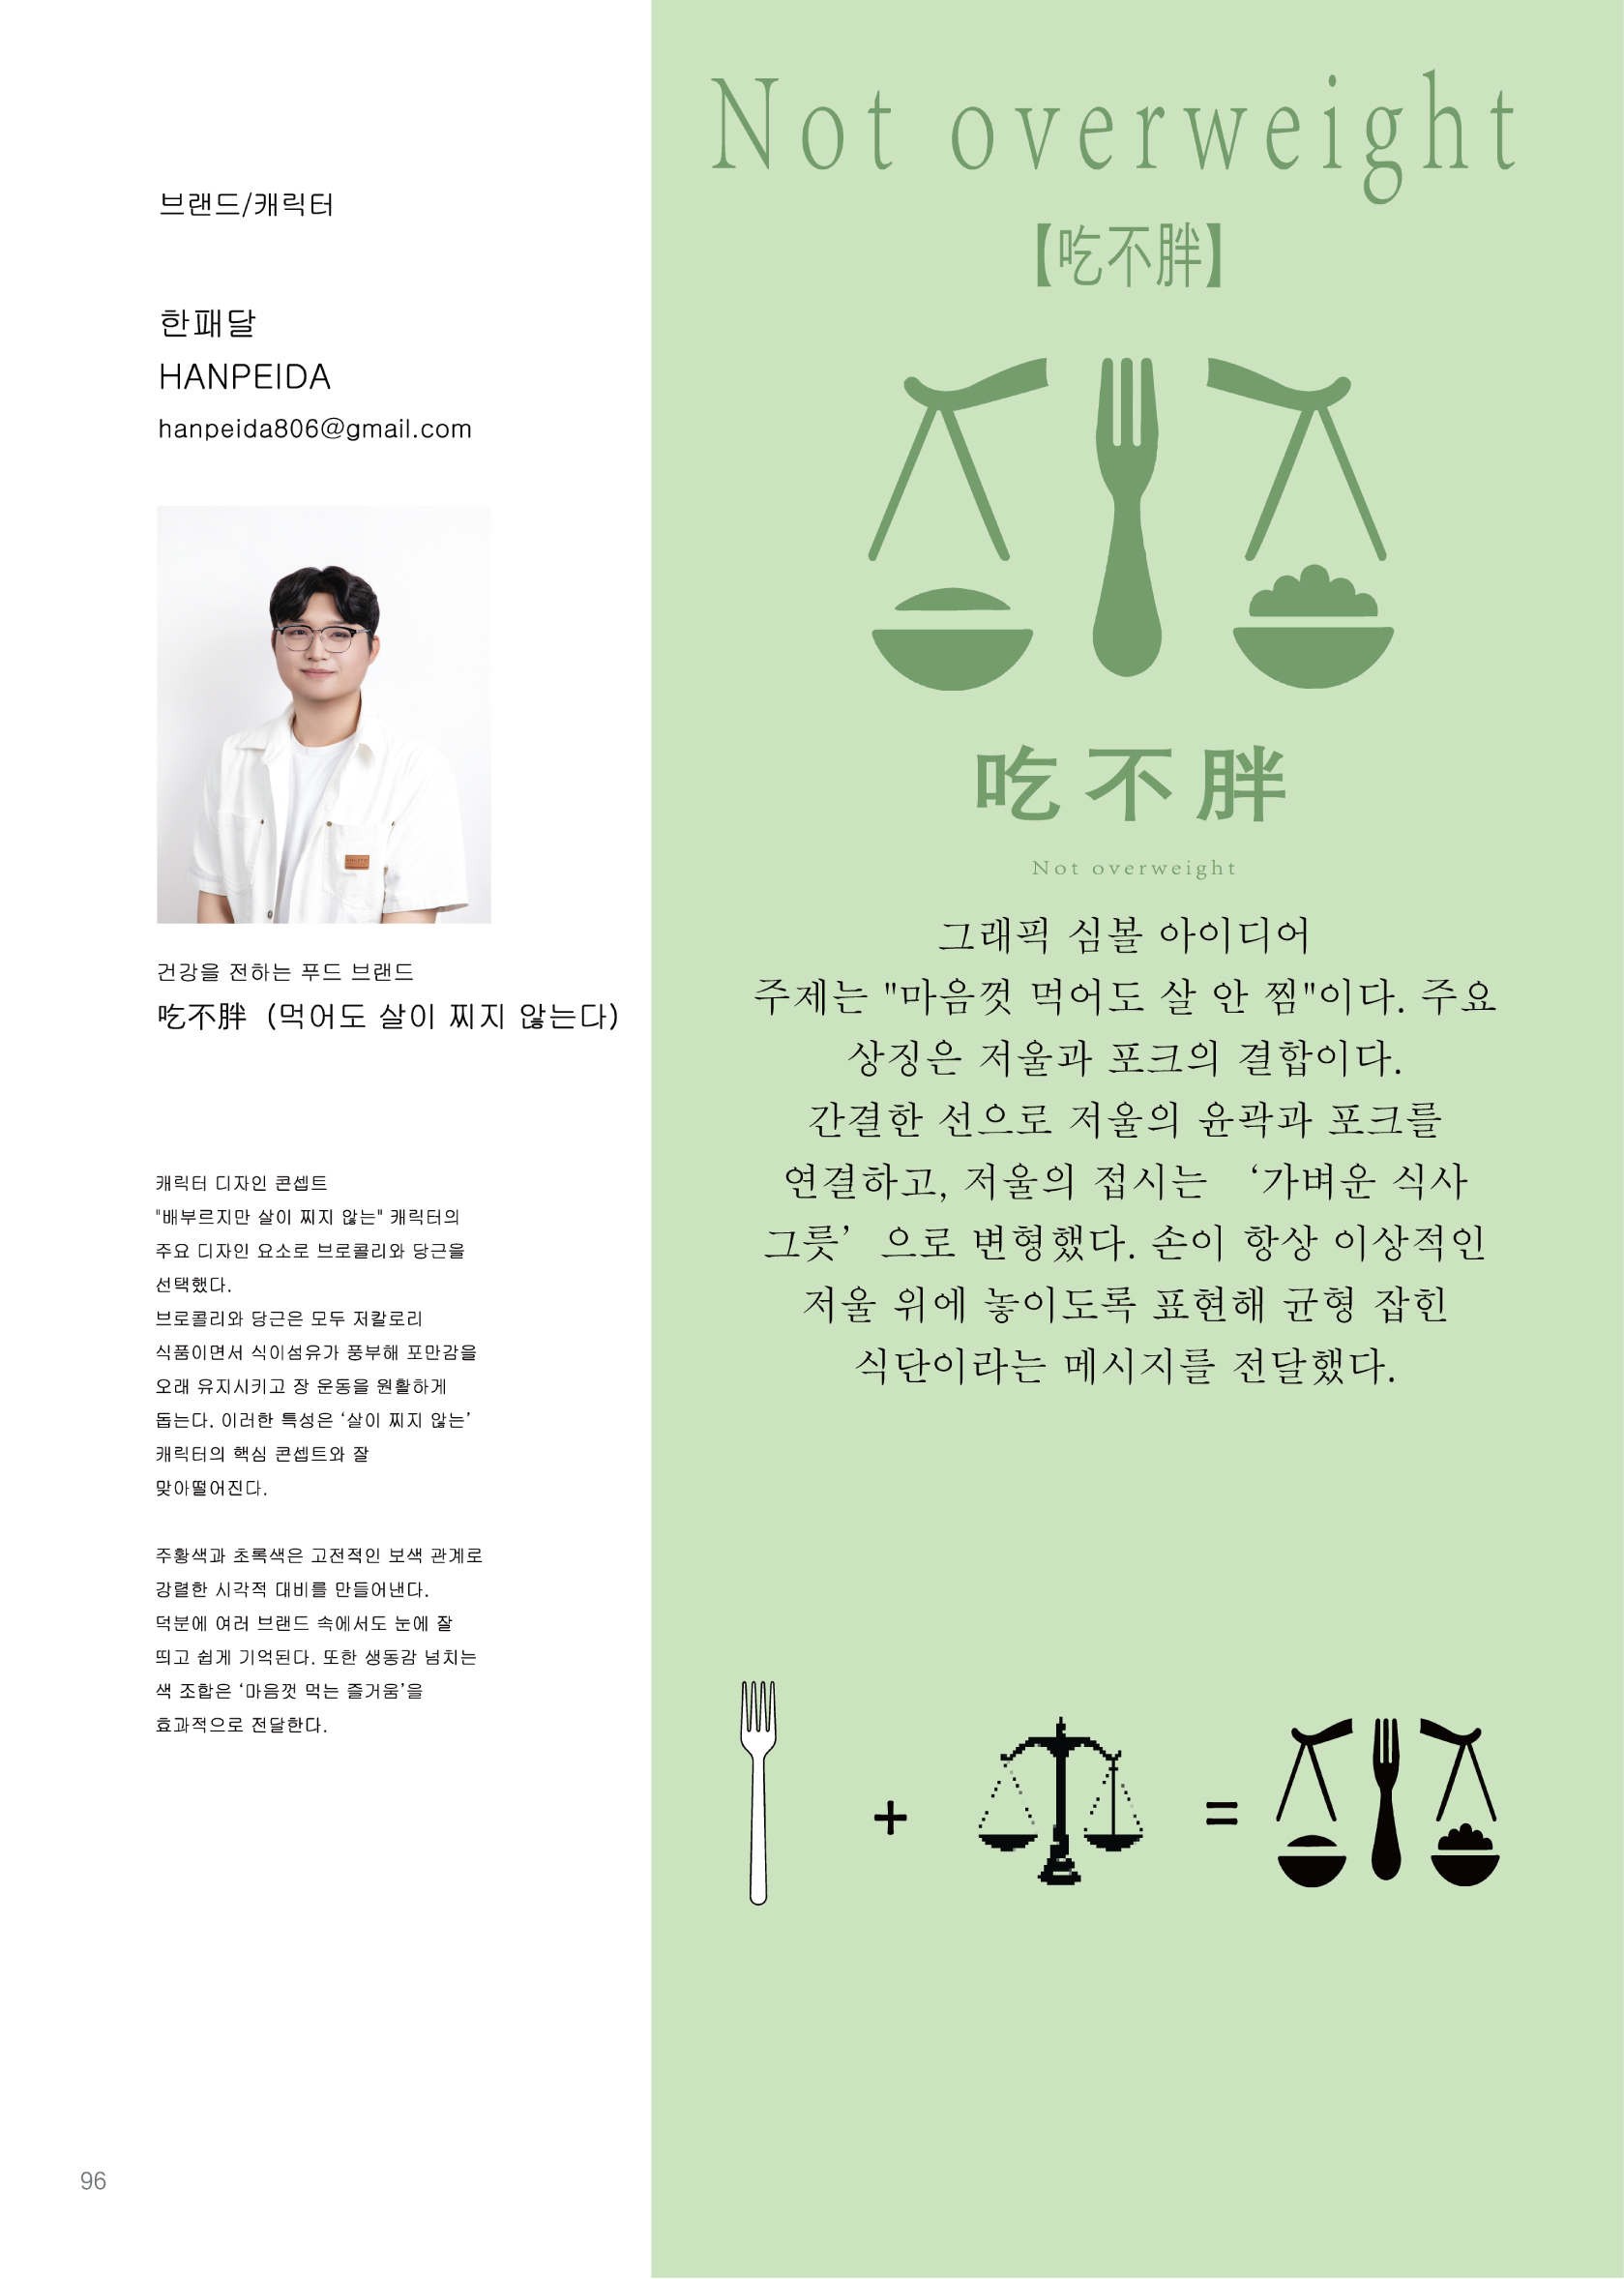 브랜드/캐릭터
한패달
HANPEIDA
hanpeida806@gmail.com
건강을 전하는 푸드 브랜드
吃不胖 (먹어도 살이 찌지 않는다)
캐릭터 디자인 콘셉트
"배부르지만 살이 찌지 않는" 캐릭터의
주요 디자인 요소로 브로콜리와 당근을
선택했다.
브로콜리와 당근은 모두 저칼로리
식품이면서 식이섬유가 풍부해 포만감을
오래 유지시키고 장 운동을 원활하게
돕는다. 이러한 특성은 ‘살이 찌지 않는’
캐릭터의 핵심 콘셉트와 잘
맞아떨어진다.
주황색과 초록색은 고전적인 보색 관계로
강렬한 시각적 대비를 만들어낸다.
덕분에 여러 브랜드 속에서도 눈에 잘
띄고 쉽게 기억된다. 또한 생동감 넘치는
색 조합은 ‘마음껏 먹는 즐거움’을
효과적으로 전달한다.
96
Not overweight
【吃不胖】
吃不胖
Not overweight
그래픽 심볼 아이디어
주제는 "마음껏 먹어도 살 안 찜"이다. 주요
상징은 저울과 포크의 결합이다.
간결한 선으로 저울의 윤곽과 포크를
연결하고, 저울의 접시는 ‘가벼운 식사
그릇’ 으로 변형했다. 손이 항상 이상적인
저울 위에 놓이도록 표현해 균형 잡힌
식단이라는 메시지를 전달했다.
+ =